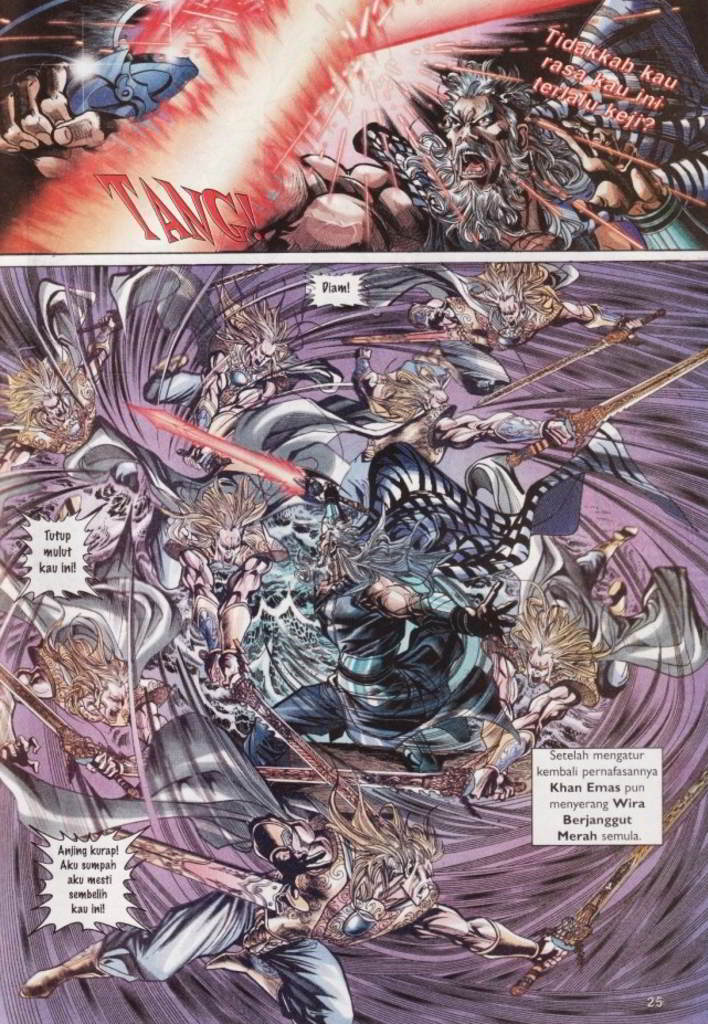 Tidakkah kau
rasa kau ini
terlalu keji?
TANG!
Diam!
Tutup
mulut
kau ini!
Setelah mengatur
kembali pernafasannya
Khan Emas pun
menyerang Wira
Berjanggut
Merah semula.
Anjing kurap!
Aku sumpah
aku mesti
sembelih
kau ini!
25